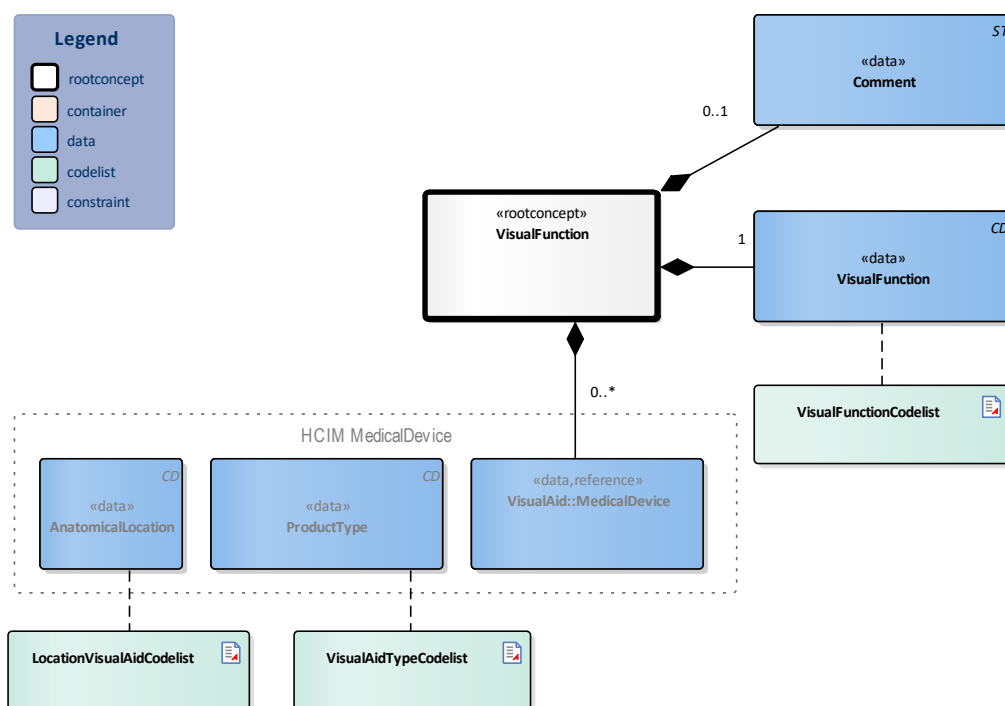 Legend
rootconcept
container
data
codelist
constraint
ST
«data»
Comment
0..1
«rootconcept»
VisualFunction
1
CD
«data»
VisualFunction
0..*
VisualFunctionCodelist
HCIM MedicalDevice
CD
«data»
AnatomicalLocation
CD
«data»
ProductType
«data,reference»
VisualAid::MedicalDevice
LocationVisualAidCodelist
VisualAidTypeCodelist